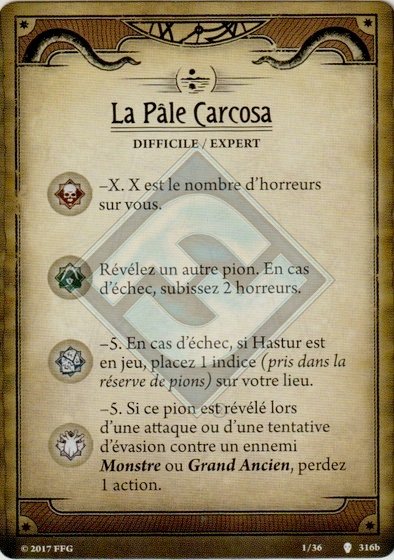 La Pâle Carcosa
DIFFICILE / EXPERT
–X. X est le nombre d'horreurs
sur vous.
Révélez un autre pion. En cas
d'échec, subissez 2 horreurs.
–5. En cas d'échec, si Hastur est
en jeu, placez 1 indice (pris dans la
réserve de pions) sur votre lieu.
–5. Si ce pion est révélé lors
d'une attaque ou d'une tentative
d'évasion contre un ennemi
Monstre ou Grand Ancien, perdez
1 action.
© 2017 FFG 1/36 316b